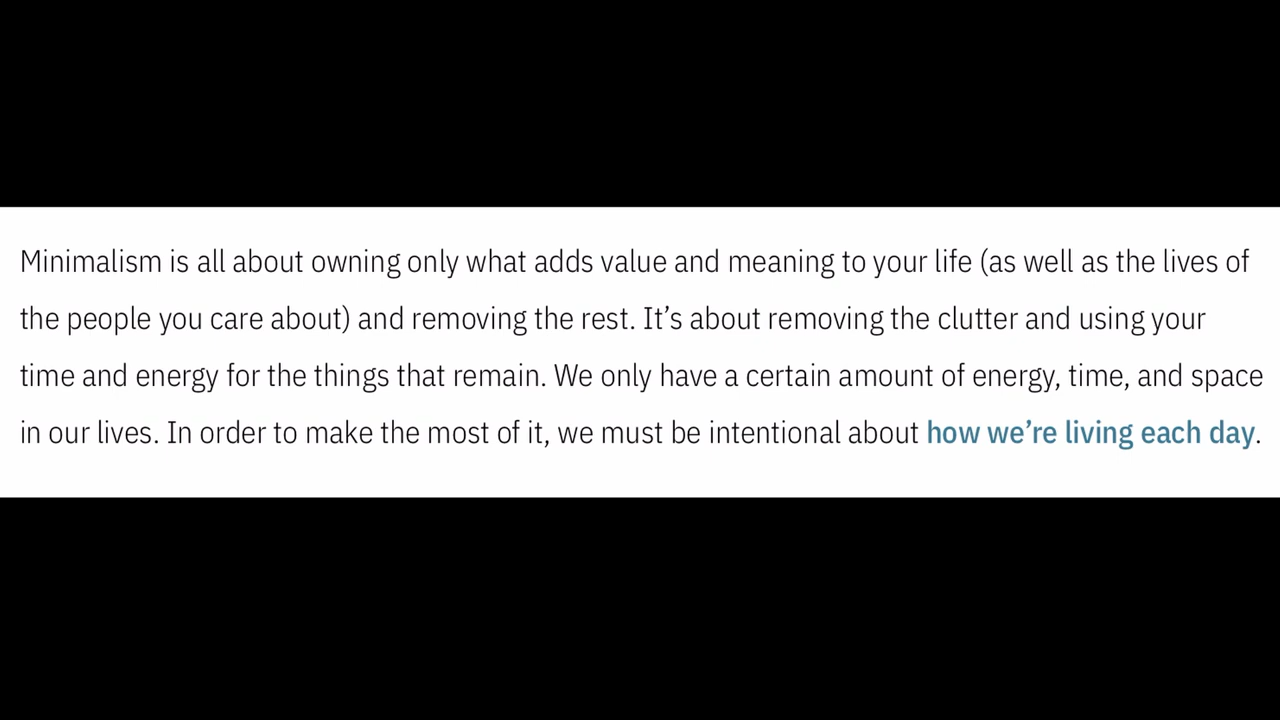 Minimalism is all about owning only what adds value and meaning to your life (as well as the lives of
the people you care about) and removing the rest. It’s about removing the clutter and using your
time and energy for the things that remain. We only have a certain amount of energy, time, and space
in our lives. In order to make the most of it, we must be intentional about how we’re living each day.